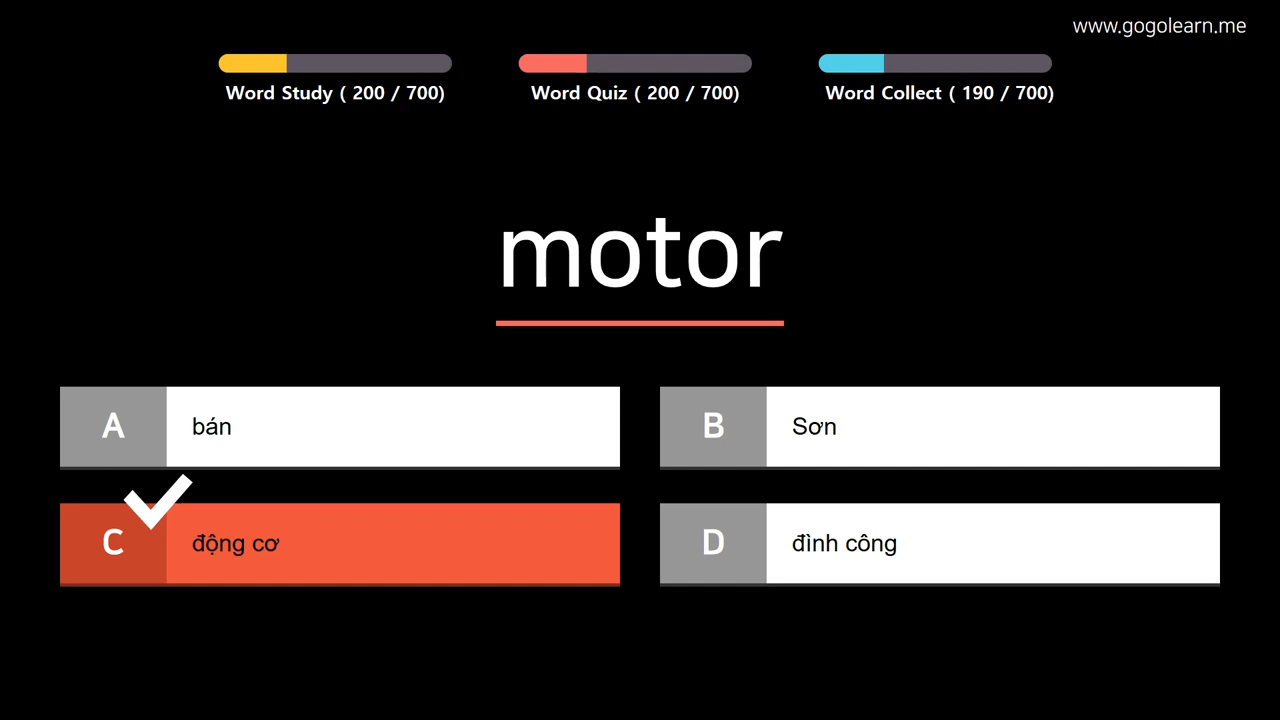 www.gogolearn.me
Word Study ( 200 / 700)
Word Quiz ( 200 / 700)
Word Collect ( 190 / 700)
motor
A
bán
B
Sơn
C
động cơ
D
đình công